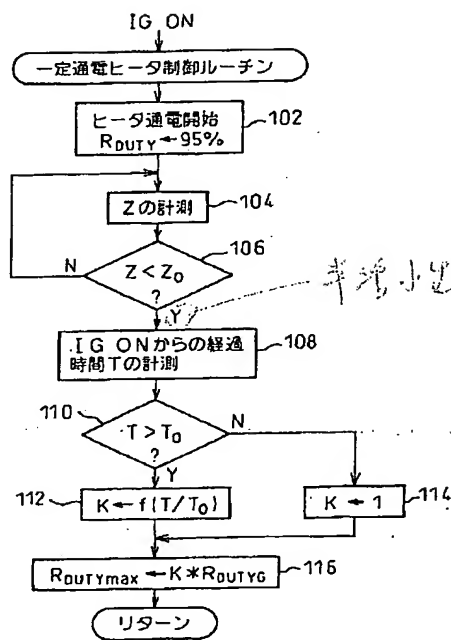 IG ON
一定通電ヒータ制御ルーチン
ヒータ通電開始
RDUTY←95%
102
Zの計測
104
106
N
Z<Z0
?
Y
IG ONからの経過
時間Tの計測
108
110
N
T>T0
?
Y
112
K←f(T/T0)
K←1
114
RDUTYmax←K*RDUTYG
116
リターン